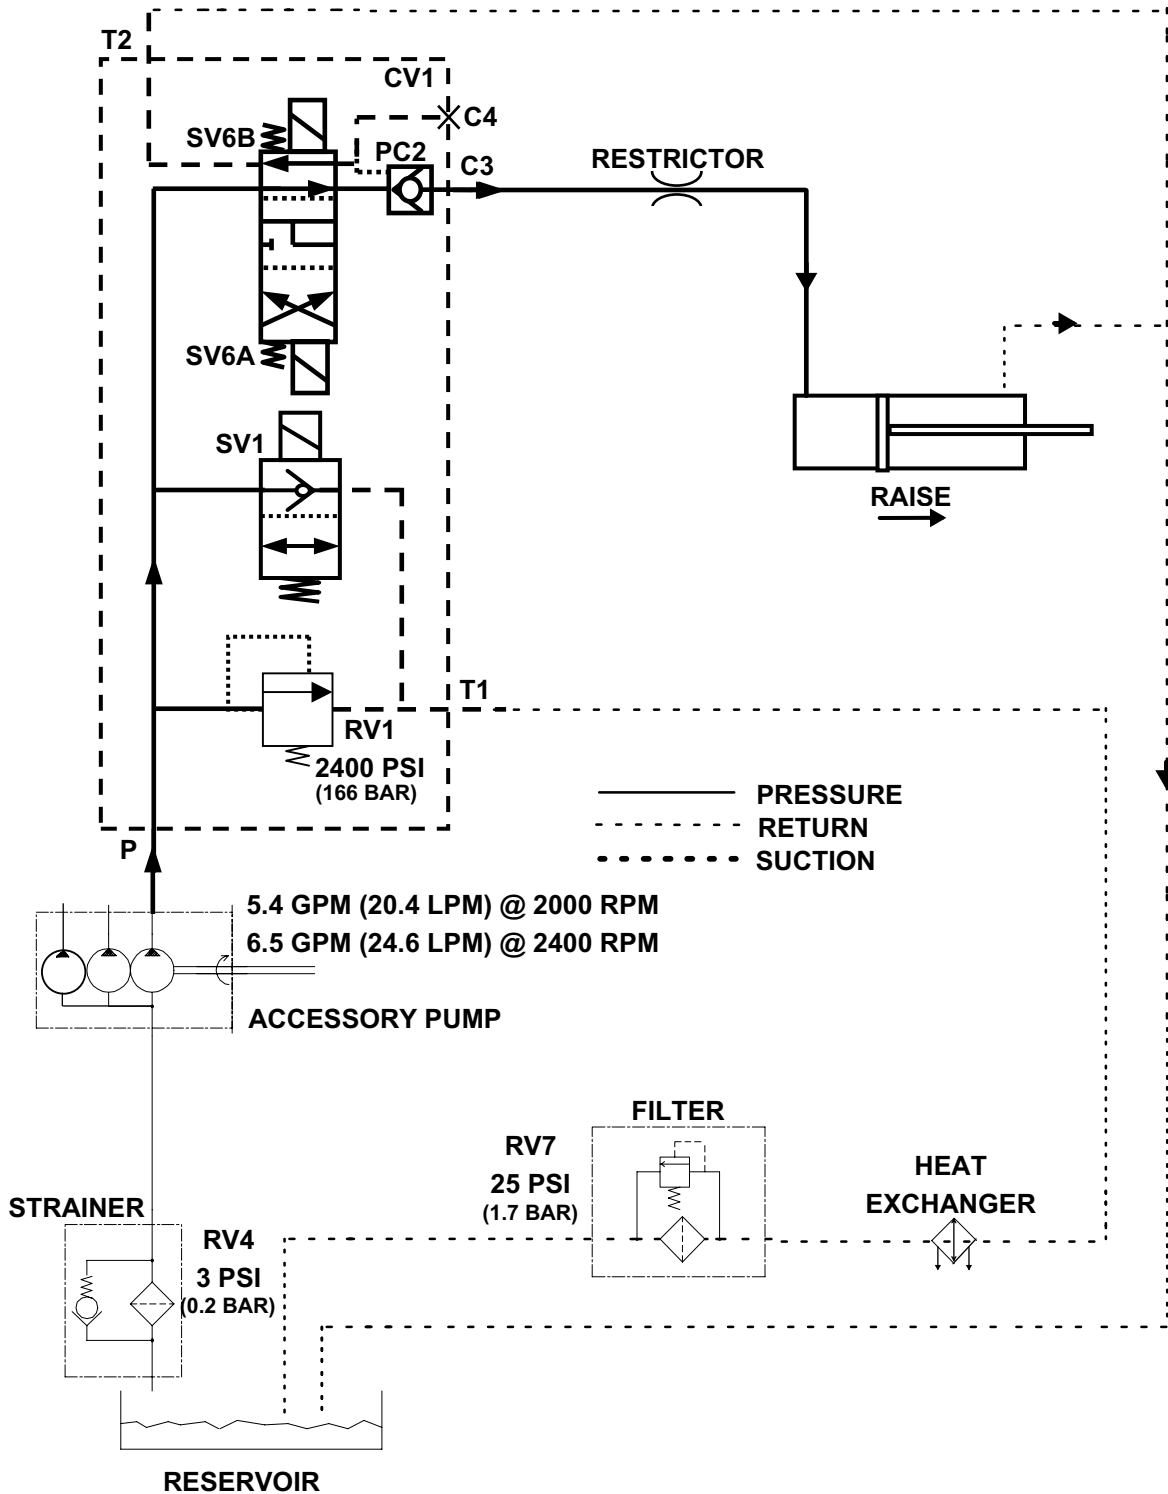 T2
CV1
C4
SV6B
PC2
C3
RESTRICTOR
SV6A
SV1
RAISE
T1
RV1
2400 PSI
(166 BAR)
PRESSURE
RETURN
SUCTION
P
5.4 GPM (20.4 LPM) @ 2000 RPM
6.5 GPM (24.6 LPM) @ 2400 RPM
ACCESSORY PUMP
FILTER
RV7
25 PSI
(1.7 BAR)
HEAT
EXCHANGER
STRAINER
RV4
3 PSI
(0.2 BAR)
RESERVOIR